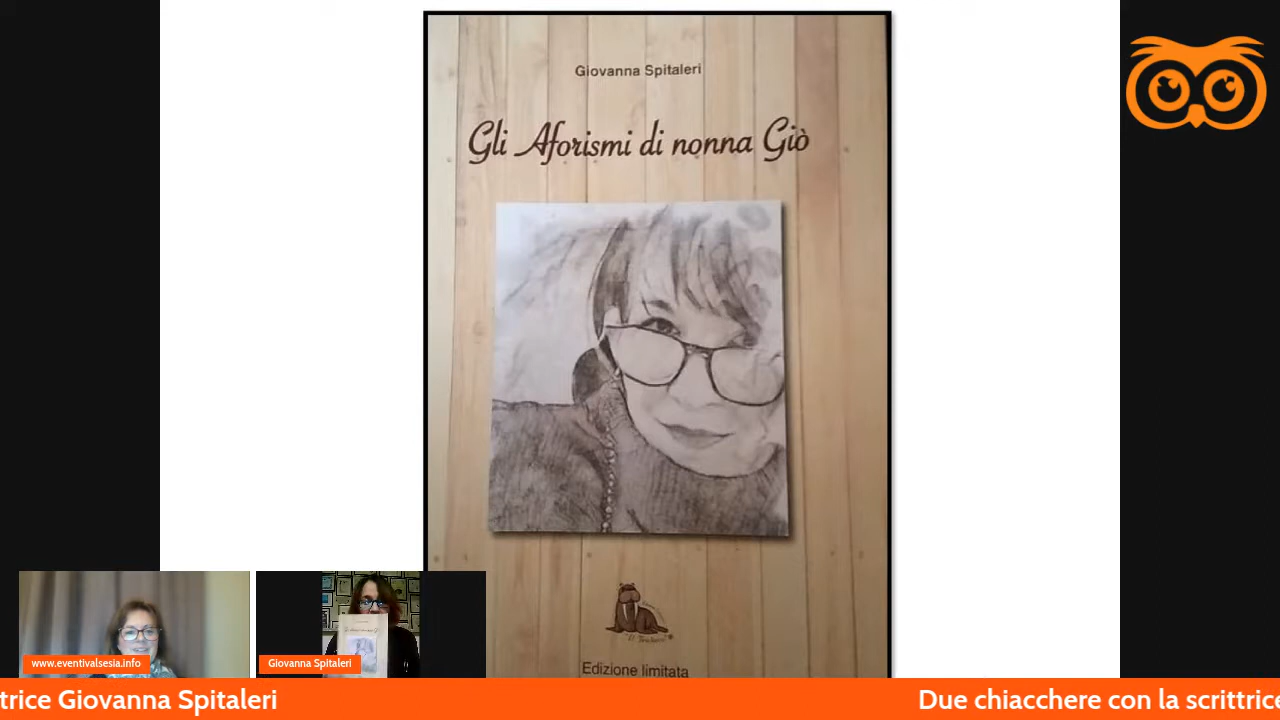 Giovanna Spitaleri
Gli Aforismi di nonna Giò
Edizione limitata
www.eventivalsesia.info
Giovanna Spitaleri
trice Giovanna Spitaleri
Due chiacchere con la scrittrice